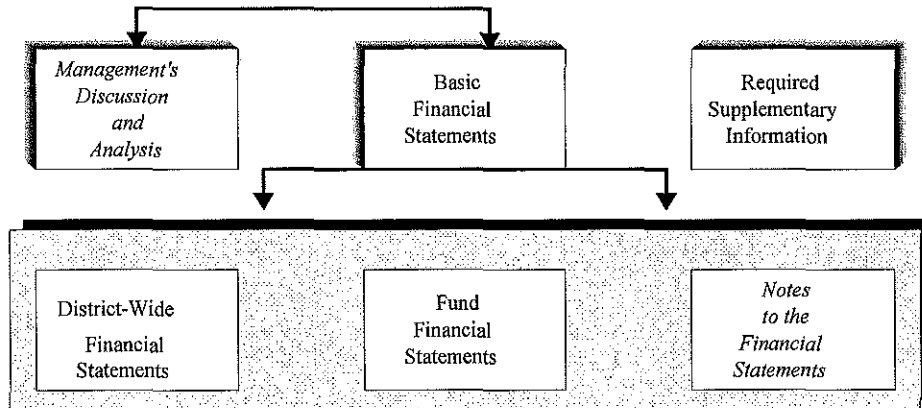 Management's
Discussion
and
Analysis
Basic
Financial
Statements
Required
Supplementary
Information
District-Wide
Financial
Statements
Fund
Financial
Statements
Notes
to the
Financial
Statements